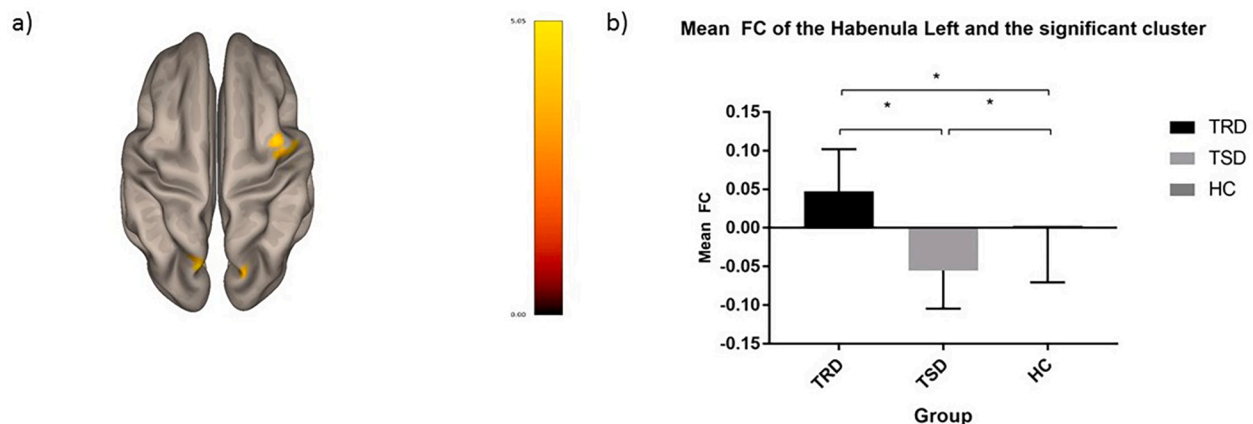 a)
5.05
0.00
b)
Mean FC of the Habenula Left and the significant cluster
*
*
*
0.15
0.10
0.05
0.00
-0.05
-0.10
-0.15
Mean FC
TRD
TSD
HC
Group
TRD
TSD
HC